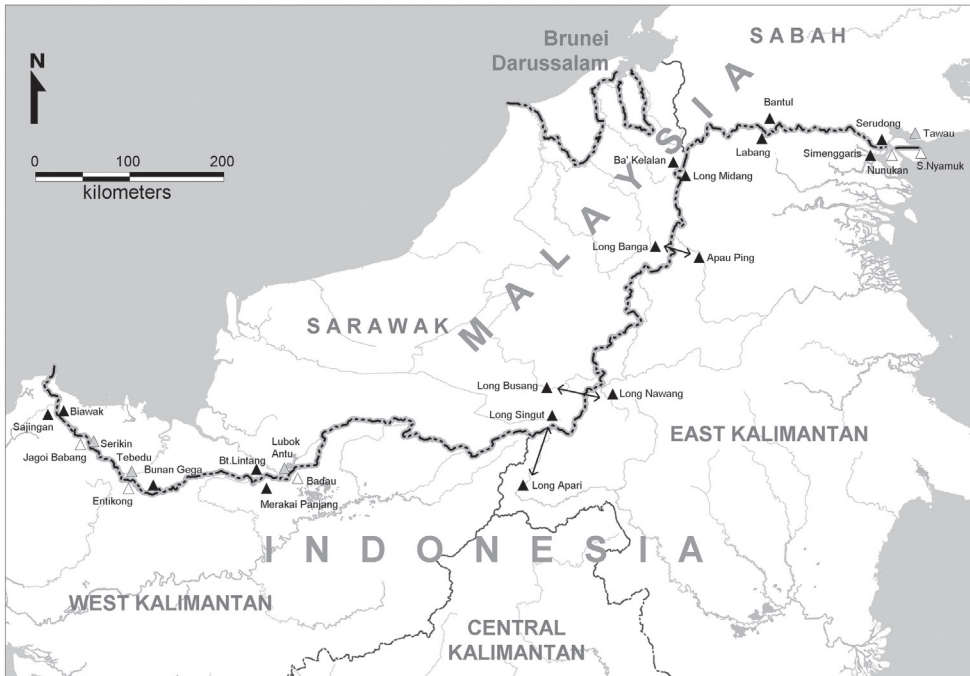 SABAH
Brunei
Darussalam
N
0 100 200
kilometers
MALAYSIA
Bantul
Serudong
Tawau
Labang
Simenggaris
Nunukan
S.Nyamuk
Ba' Kelalan
Long Midang
Long Banga
Apau Ping
SARAWAK
Long Busang
Long Nawang
Long Singut
EAST KALIMANTAN
Biawak
Sajingan
Serikin
Jagoi Babang
Tebedu
Bunan Gega
Entikong
Bt.Lintang
Lubok
Antu
Badau
Merakai Panjang
Long Apari
INDONESIA
WEST KALIMANTAN
CENTRAL
KALIMANTAN